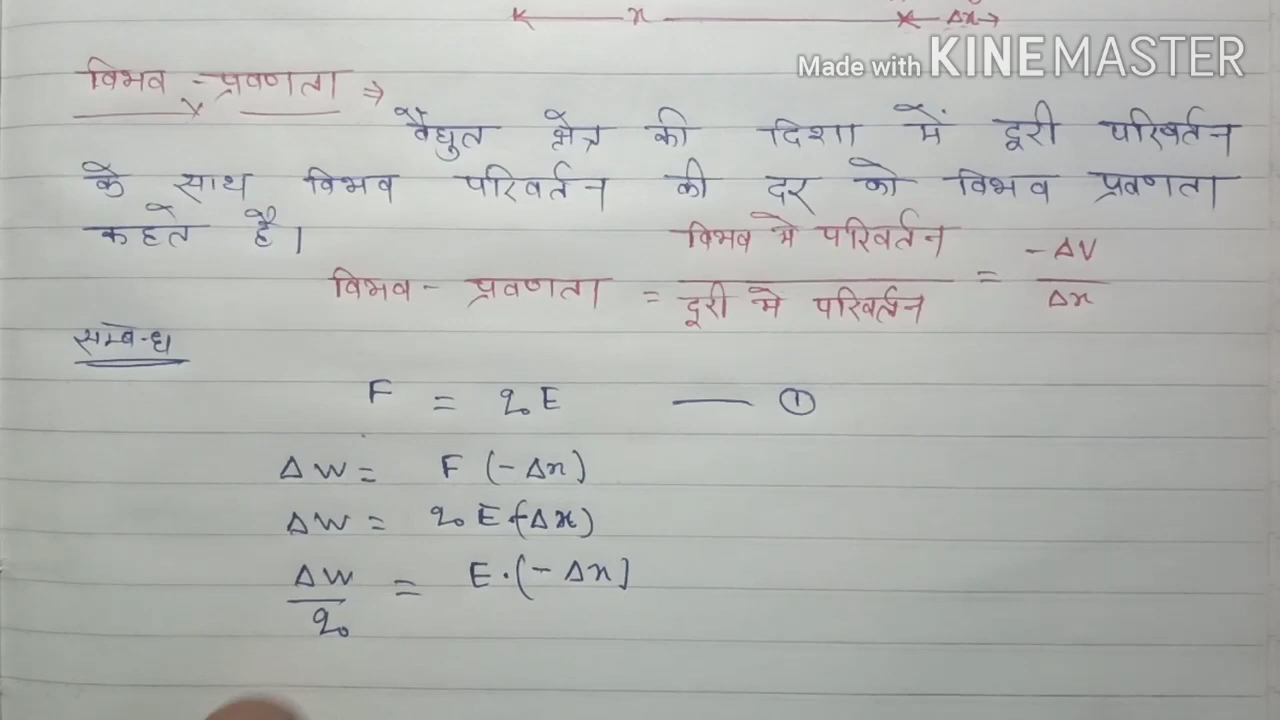 x Δx
Made with KINEMASTER
विभव - प्रवणता ⇒
वैद्युत क्षेत्र की दिशा में दूरी परिवर्तन
के साथ विभव परिवर्तन की दर को विभव प्रवणता
कहते है।
विभव - प्रवणता = विभव मे परिवर्तन / दूरी मे परिवर्तन = -ΔV / Δx
सम्बन्ध
F = q₀E — ①
ΔW = F (-Δx)
ΔW = q₀ E (-Δx)
ΔW / q₀ = E · (-Δx)